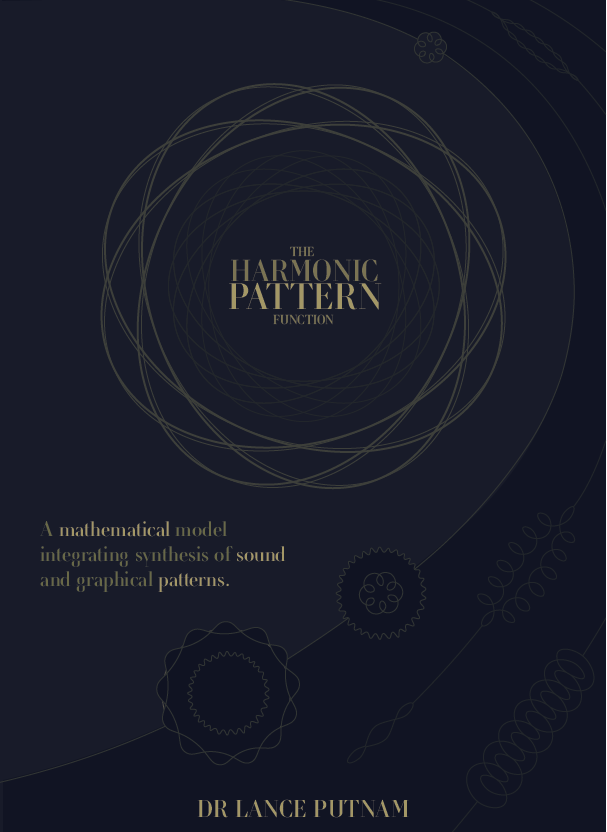 THE
HARMONIC
PATTERN
FUNCTION
A mathematical model
integrating synthesis of sound
and graphical patterns.
DR LANCE PUTNAM